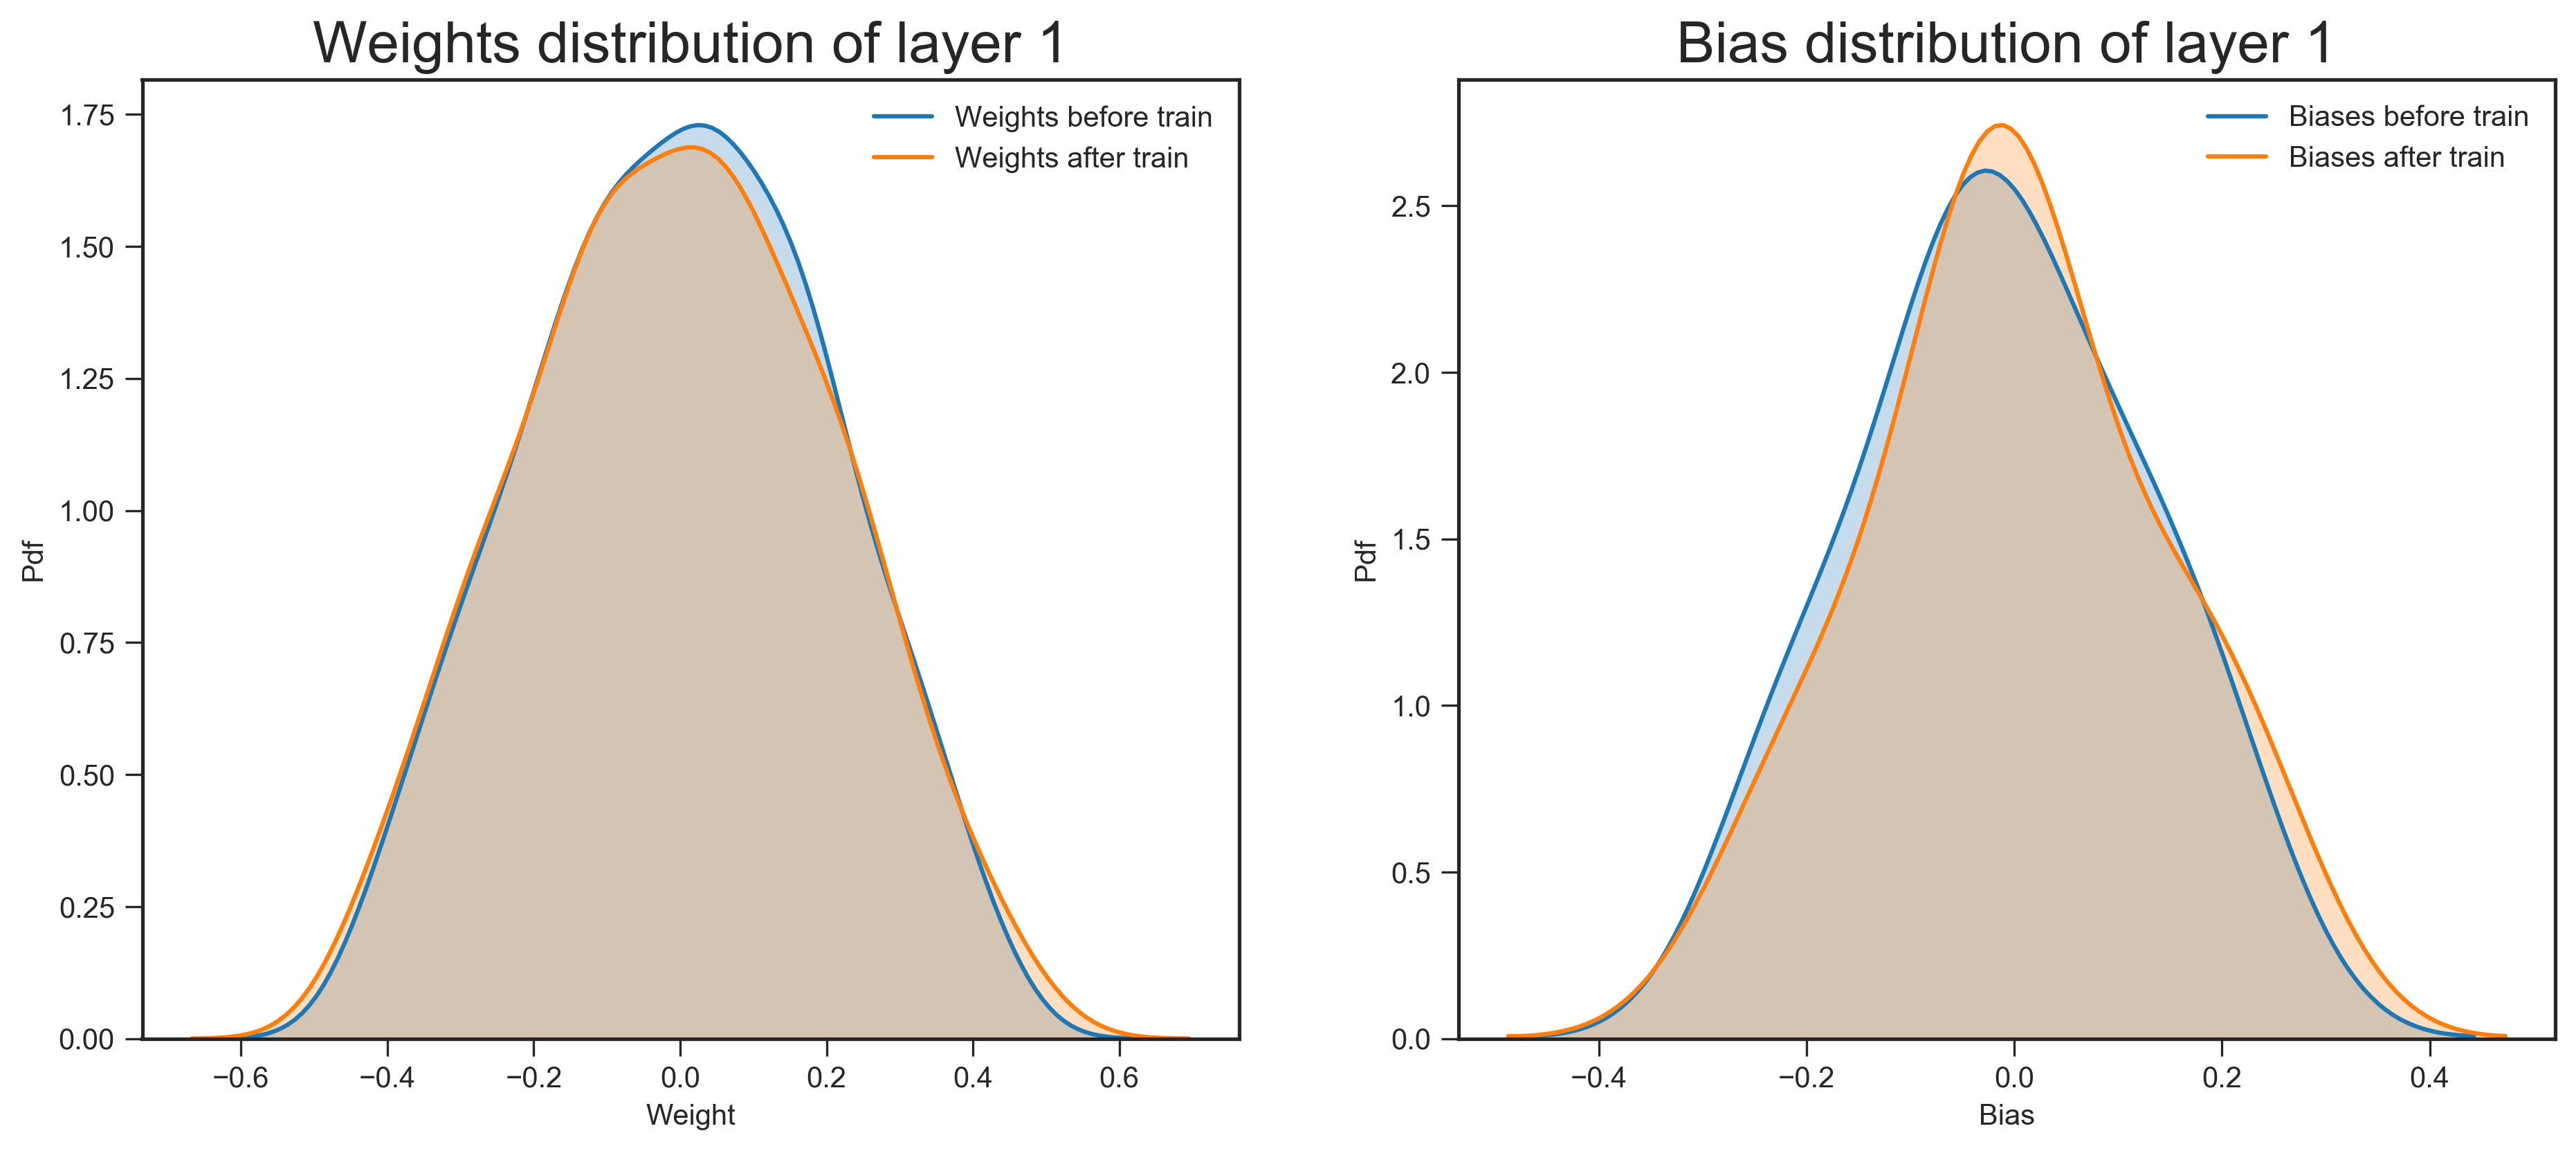 Weights distribution of layer 1
Weights before train
Weights after train
1.75
1.50
1.25
1.00
0.75
0.50
0.25
0.00
Pdf
−0.6 −0.4 −0.2 0.0 0.2 0.4 0.6
Weight
Bias distribution of layer 1
Biases before train
Biases after train
2.5
2.0
1.5
1.0
0.5
0.0
Pdf
−0.4 −0.2 0.0 0.2 0.4
Bias